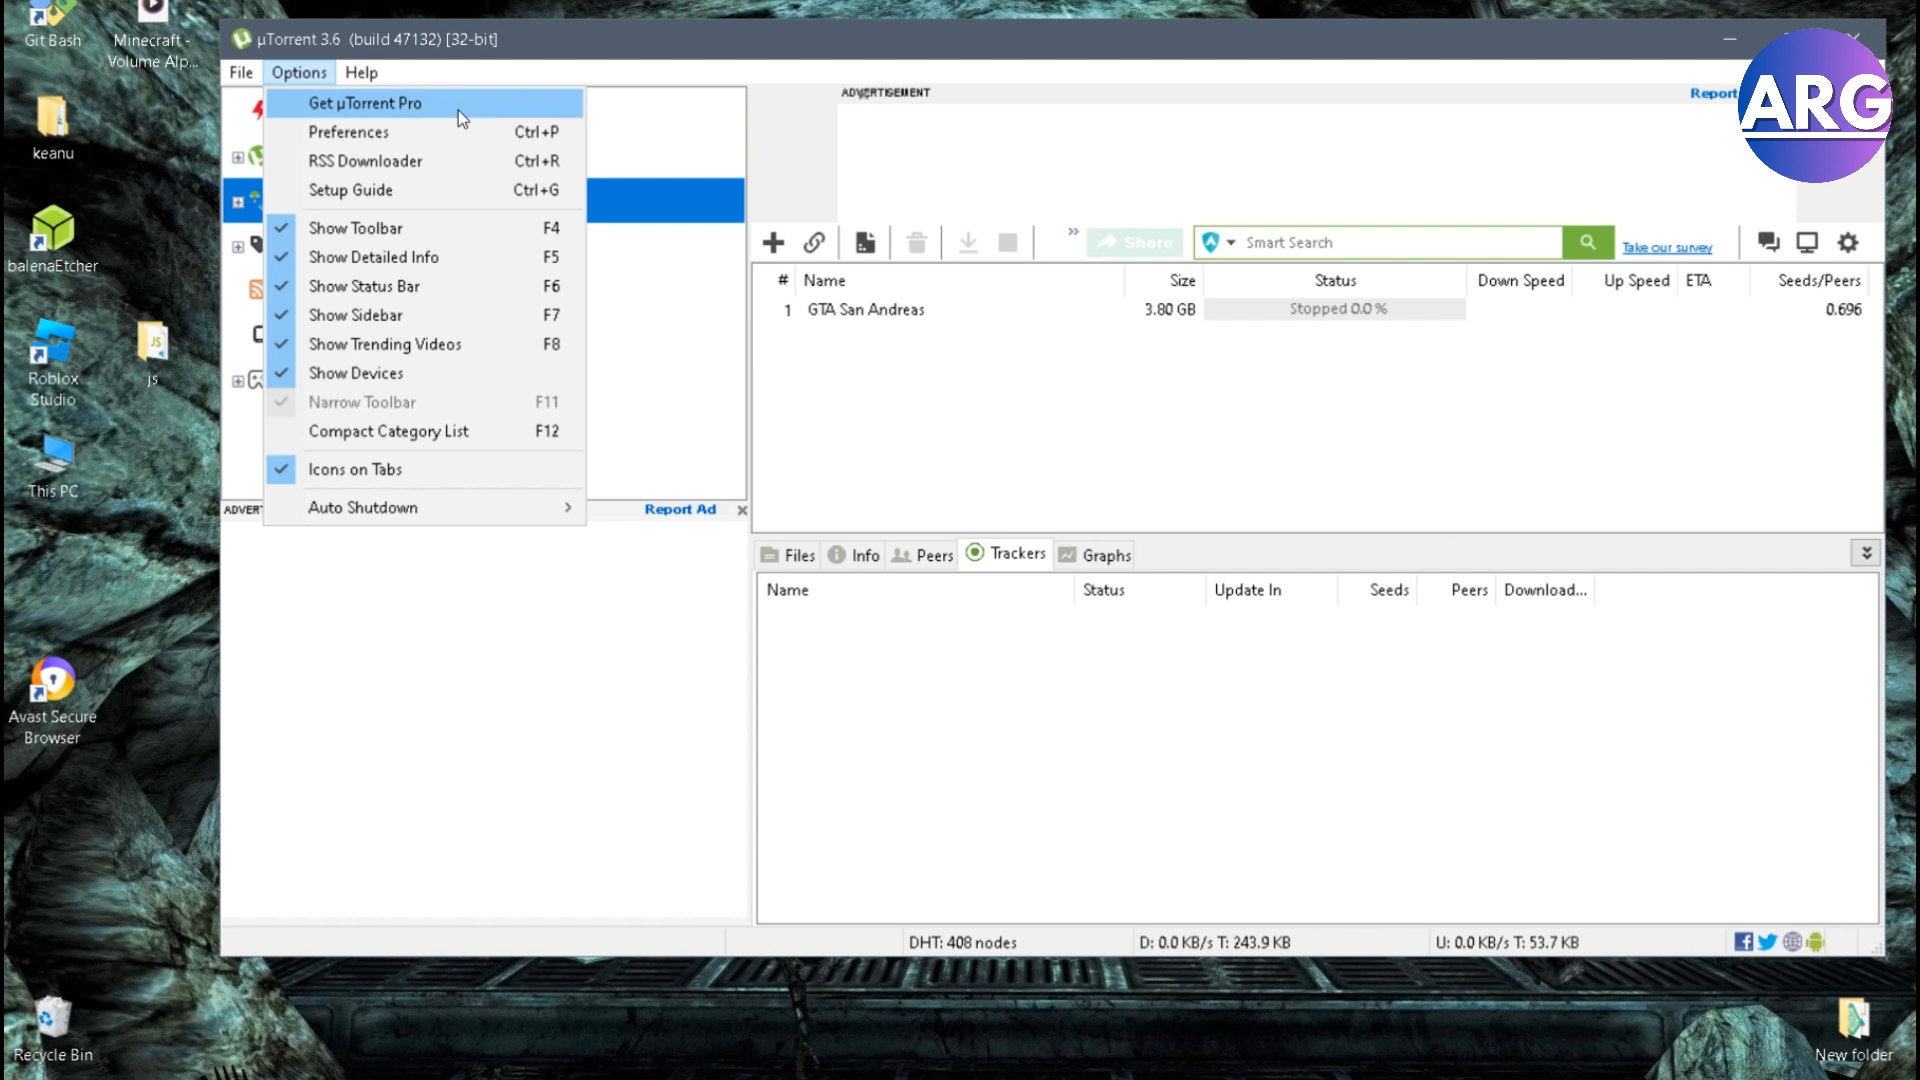 Git Bash
Minecraft -
Volume Alp...
keanu
balenaEtcher
Roblox
Studio
js
This PC
Avast Secure
Browser
Recycle Bin
New folder
µTorrent 3.6 (build 47132) [32-bit]
File Options Help
Get µTorrent Pro
Preferences Ctrl+P
RSS Downloader Ctrl+R
Setup Guide Ctrl+G
Show Toolbar F4
Show Detailed Info F5
Show Status Bar F6
Show Sidebar F7
Show Trending Videos F8
Show Devices
Narrow Toolbar F11
Compact Category List F12
Icons on Tabs
Auto Shutdown
ADVERT
Report Ad
ADVERTISEMENT
Report
ARG
Share
Smart Search
Take our survey
# Name Size Status Down Speed Up Speed ETA Seeds/Peers
1 GTA San Andreas 3.80 GB Stopped 0.0 % 0.696
Files Info Peers Trackers Graphs
Name Status Update In Seeds Peers Download...
DHT: 408 nodes D: 0.0 KB/s T: 243.9 KB U: 0.0 KB/s T: 53.7 KB